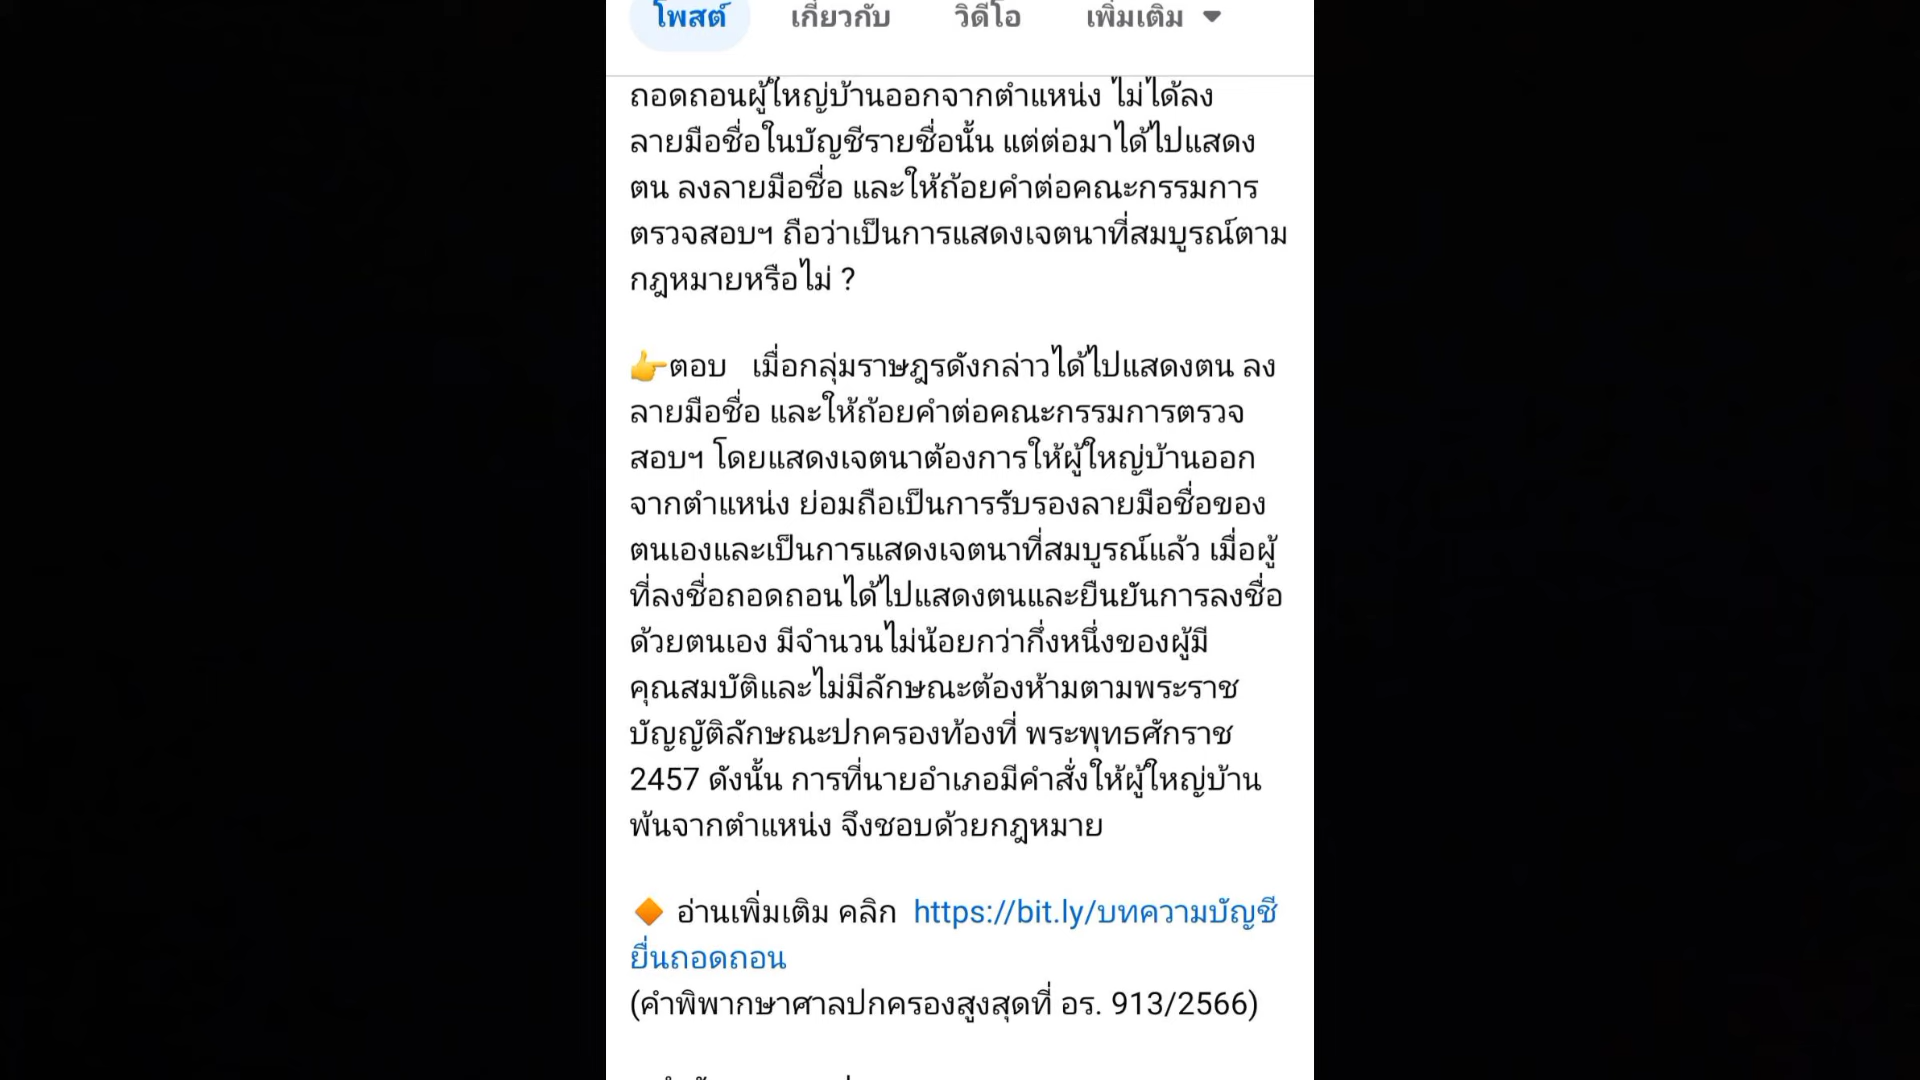 โพสต์ เกี่ยวกับ วิดีโอ เพิ่มเติม
ถอดถอนผู้ใหญ่บ้านออกจากตำแหน่ง ไม่ได้ลง
ลายมือชื่อในบัญชีรายชื่อนั้น แต่ต่อมาได้ไปแสดง
ตน ลงลายมือชื่อ และให้ถ้อยคำต่อคณะกรรมการ
ตรวจสอบฯ ถือว่าเป็นการแสดงเจตนาที่สมบูรณ์ตาม
กฎหมายหรือไม่ ?
👉ตอบ เมื่อกลุ่มราษฎรดังกล่าวได้ไปแสดงตน ลง
ลายมือชื่อ และให้ถ้อยคำต่อคณะกรรมการตรวจ
สอบฯ โดยแสดงเจตนาต้องการให้ผู้ใหญ่บ้านออก
จากตำแหน่ง ย่อมถือเป็นการรับรองลายมือชื่อของ
ตนเองและเป็นการแสดงเจตนาที่สมบูรณ์แล้ว เมื่อผู้
ที่ลงชื่อถอดถอนได้ไปแสดงตนและยืนยันการลงชื่อ
ด้วยตนเอง มีจำนวนไม่น้อยกว่ากึ่งหนึ่งของผู้มี
คุณสมบัติและไม่มีลักษณะต้องห้ามตามพระราช
บัญญัติลักษณะปกครองท้องที่ พระพุทธศักราช
2457 ดังนั้น การที่นายอำเภอมีคำสั่งให้ผู้ใหญ่บ้าน
พ้นจากตำแหน่ง จึงชอบด้วยกฎหมาย
🔶 อ่านเพิ่มเติม คลิก https://bit.ly/บทความบัญชี
ยื่นถอดถอน
(คำพิพากษาศาลปกครองสูงสุดที่ อร. 913/2566)